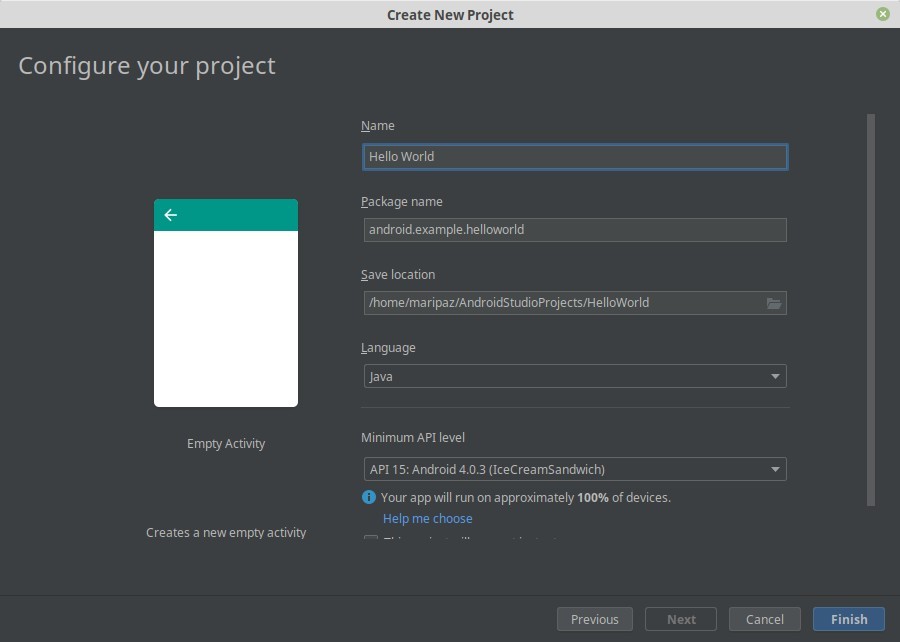 Create New Project
Configure your project
Name
Hello World
Package name
android.example.helloworld
Save location
/home/maripaz/AndroidStudioProjects/HelloWorld
Language
Java
Empty Activity
Minimum API level
API 15: Android 4.0.3 (IceCreamSandwich)
Your app will run on approximately 100% of devices.
Help me choose
Creates a new empty activity
Previous
Next
Cancel
Finish